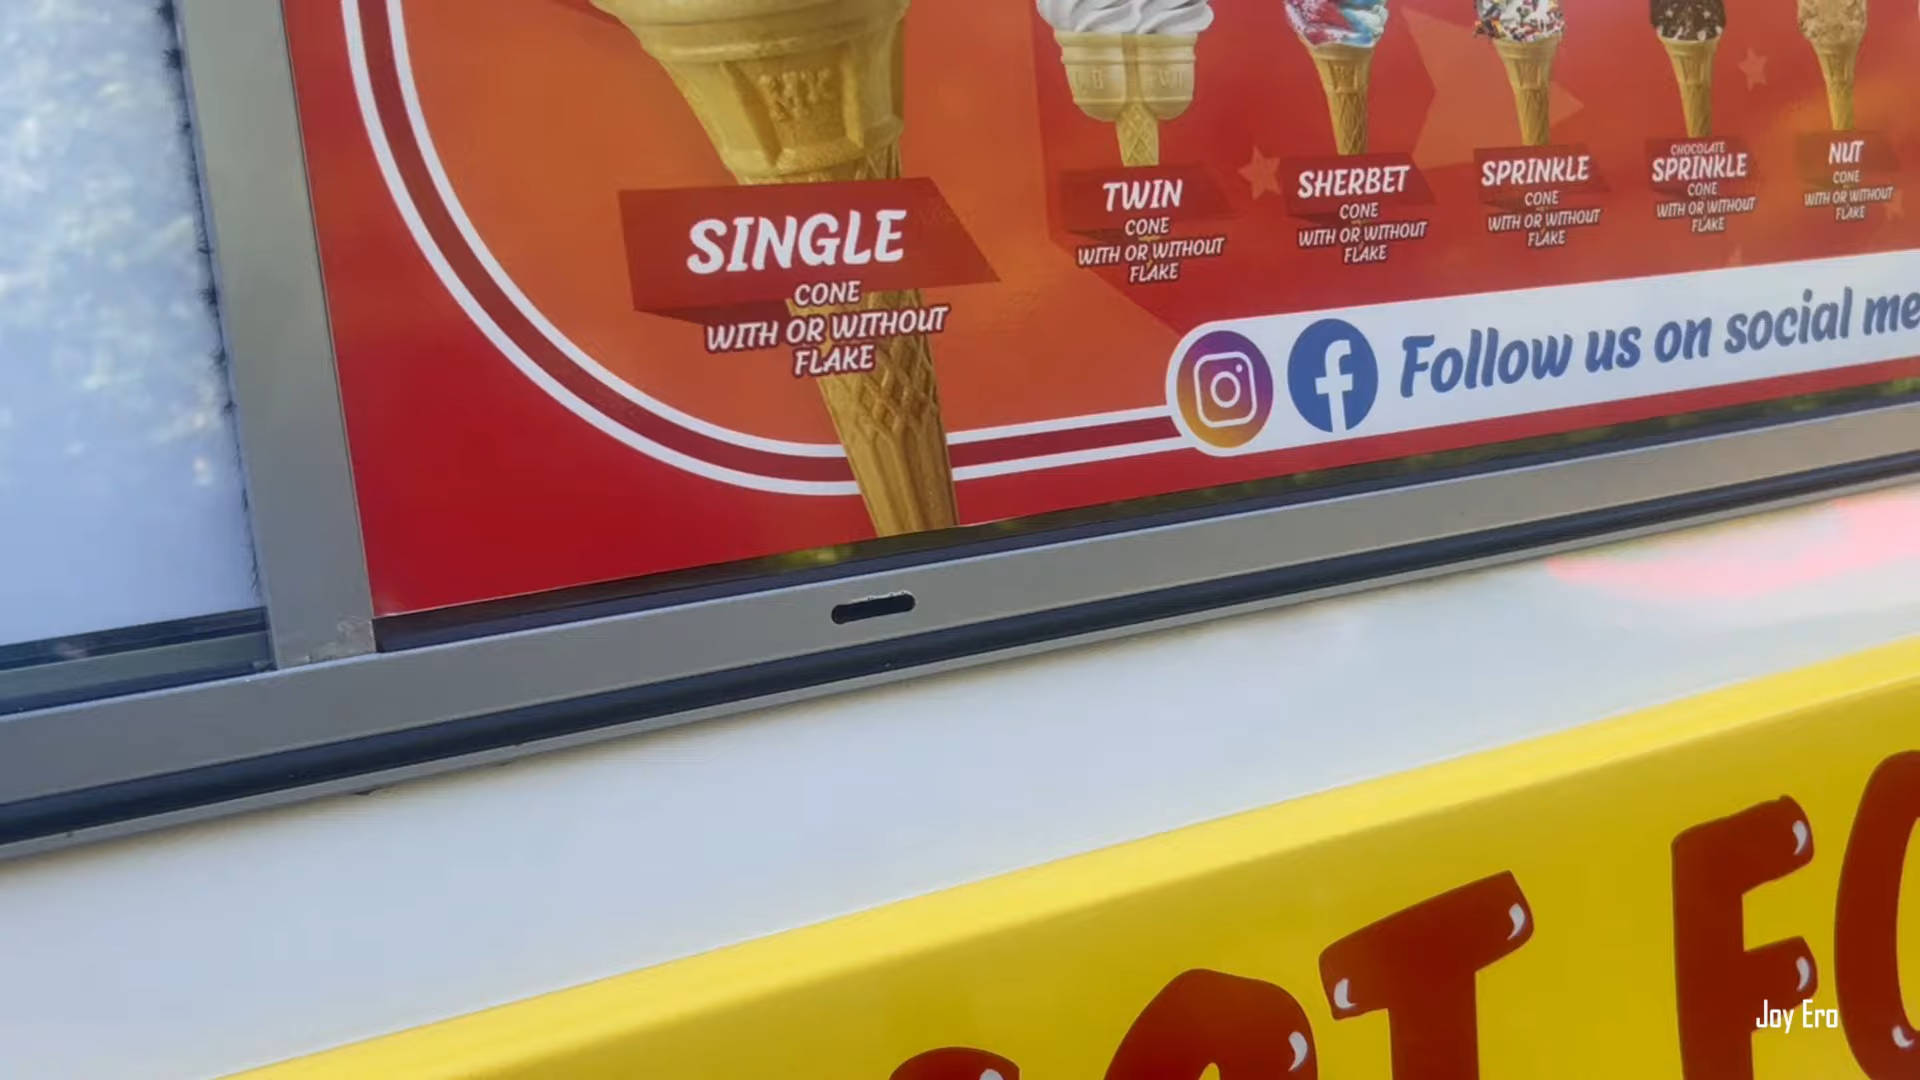 SINGLE
CONE
WITH OR WITHOUT
FLAKE
TWIN
CONE
WITH OR WITHOUT
FLAKE
SHERBET
CONE
WITH OR WITHOUT
FLAKE
SPRINKLE
CONE
WITH OR WITHOUT
FLAKE
CHOCOLATE
SPRINKLE
CONE
WITH OR WITHOUT
FLAKE
NUT
CONE
WITH OR WITHOUT
FLAKE
Follow us on social me
OT FO
Joy Ero